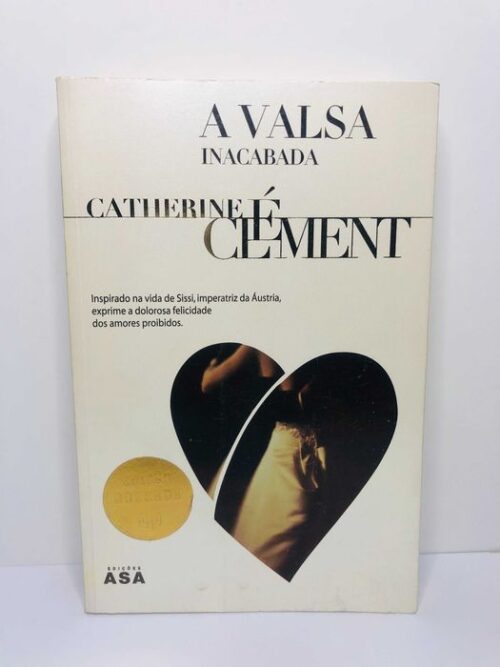 A VALSA
INACABADA
CATHERINE
CLÉMENT
Inspirado na vida de Sissi, imperatriz da Áustria,
exprime a dolorosa felicidade
dos amores proibidos.
EDIÇÕES
ASA